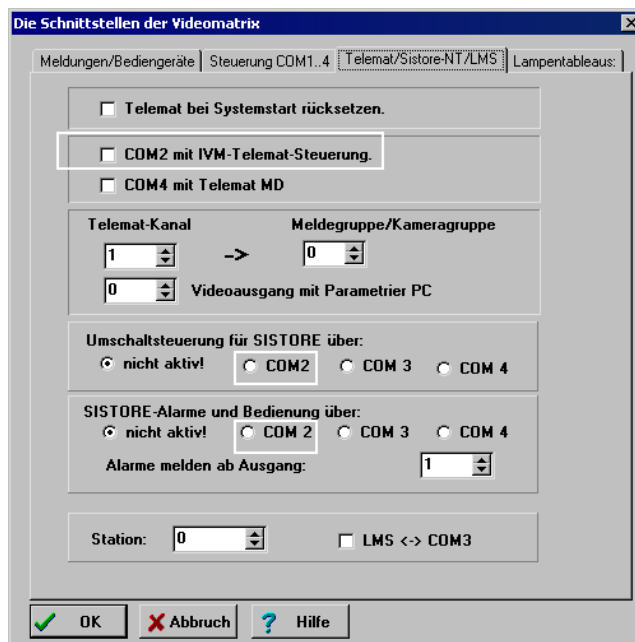 Die Schnittstellen der Videomatrix
Meldungen/Bediengeräte Steuerung COM1..4 Telemat/Sistore-NT/LMS Lampentableaus:
Telemat bei Systemstart rücksetzen.
COM2 mit IVM-Telemat-Steuerung.
COM4 mit Telemat MD
Telemat-Kanal Meldegruppe/Kameragruppe
1 -> 0
0 Videoausgang mit Parametrier PC
Umschaltsteuerung für SISTORE über:
nicht aktiv! COM2 COM 3 COM 4
SISTORE-Alarme und Bedienung über:
nicht aktiv! COM 2 COM 3 COM 4
Alarme melden ab Ausgang: 1
Station: 0 LMS <-> COM3
OK Abbruch ? Hilfe